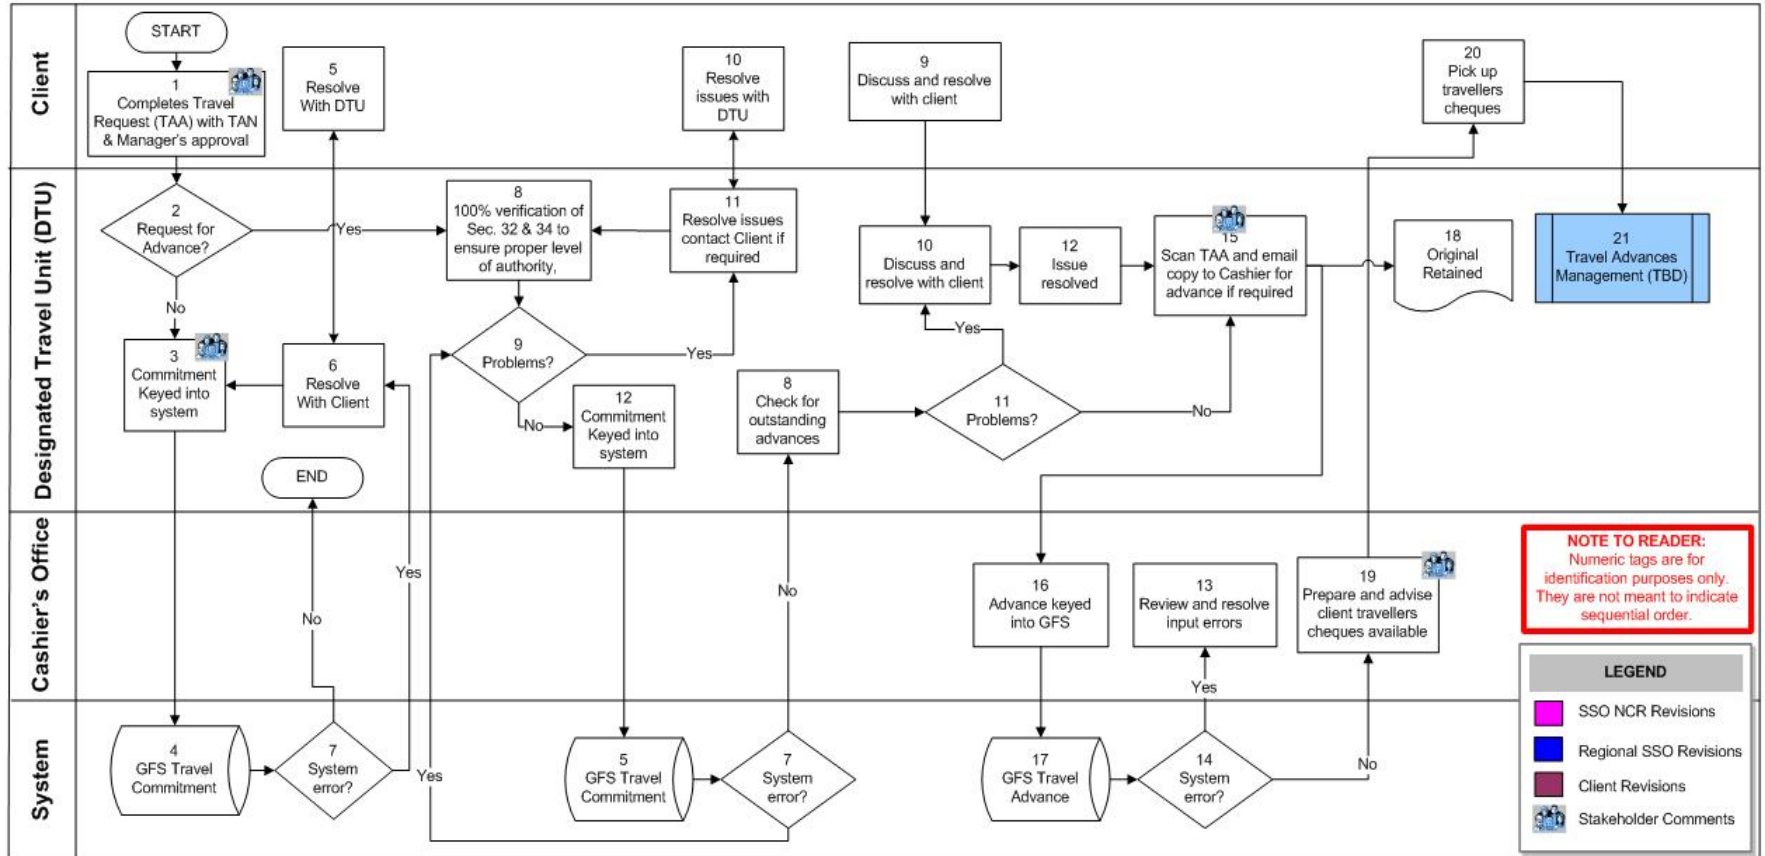 Client
START
1
Completes Travel
Request (TAA) with TAN
& Manager's approval
5
Resolve
With DTU
10
Resolve
issues with
DTU
9
Discuss and resolve
with client
20
Pick up
travellers
cheques
Designated Travel Unit (DTU)
2
Request for
Advance?
Yes
No
3
Commitment
Keyed into
system
6
Resolve
With Client
END
8
100% verification of
Sec. 32 & 34 to
ensure proper level
of authority,
11
Resolve issues
contact Client if
required
9
Problems?
Yes
No
12
Commitment
Keyed into
system
8
Check for
outstanding
advances
10
Discuss and
resolve with client
12
Issue
resolved
Yes
11
Problems?
No
15
Scan TAA and email
copy to Cashier for
advance if required
18
Original
Retained
21
Travel Advances
Management (TBD)
Cashier's Office
No
Yes
No
16
Advance keyed
into GFS
13
Review and resolve
input errors
Yes
19
Prepare and advise
client travellers
cheques available
NOTE TO READER:
Numeric tags are for
identification purposes only.
They are not meant to indicate
sequential order.
System
4
GFS Travel
Commitment
7
System
error?
Yes
5
GFS Travel
Commitment
7
System
error?
17
GFS Travel
Advance
14
System
error?
No
LEGEND
SSO NCR Revisions
Regional SSO Revisions
Client Revisions
Stakeholder Comments